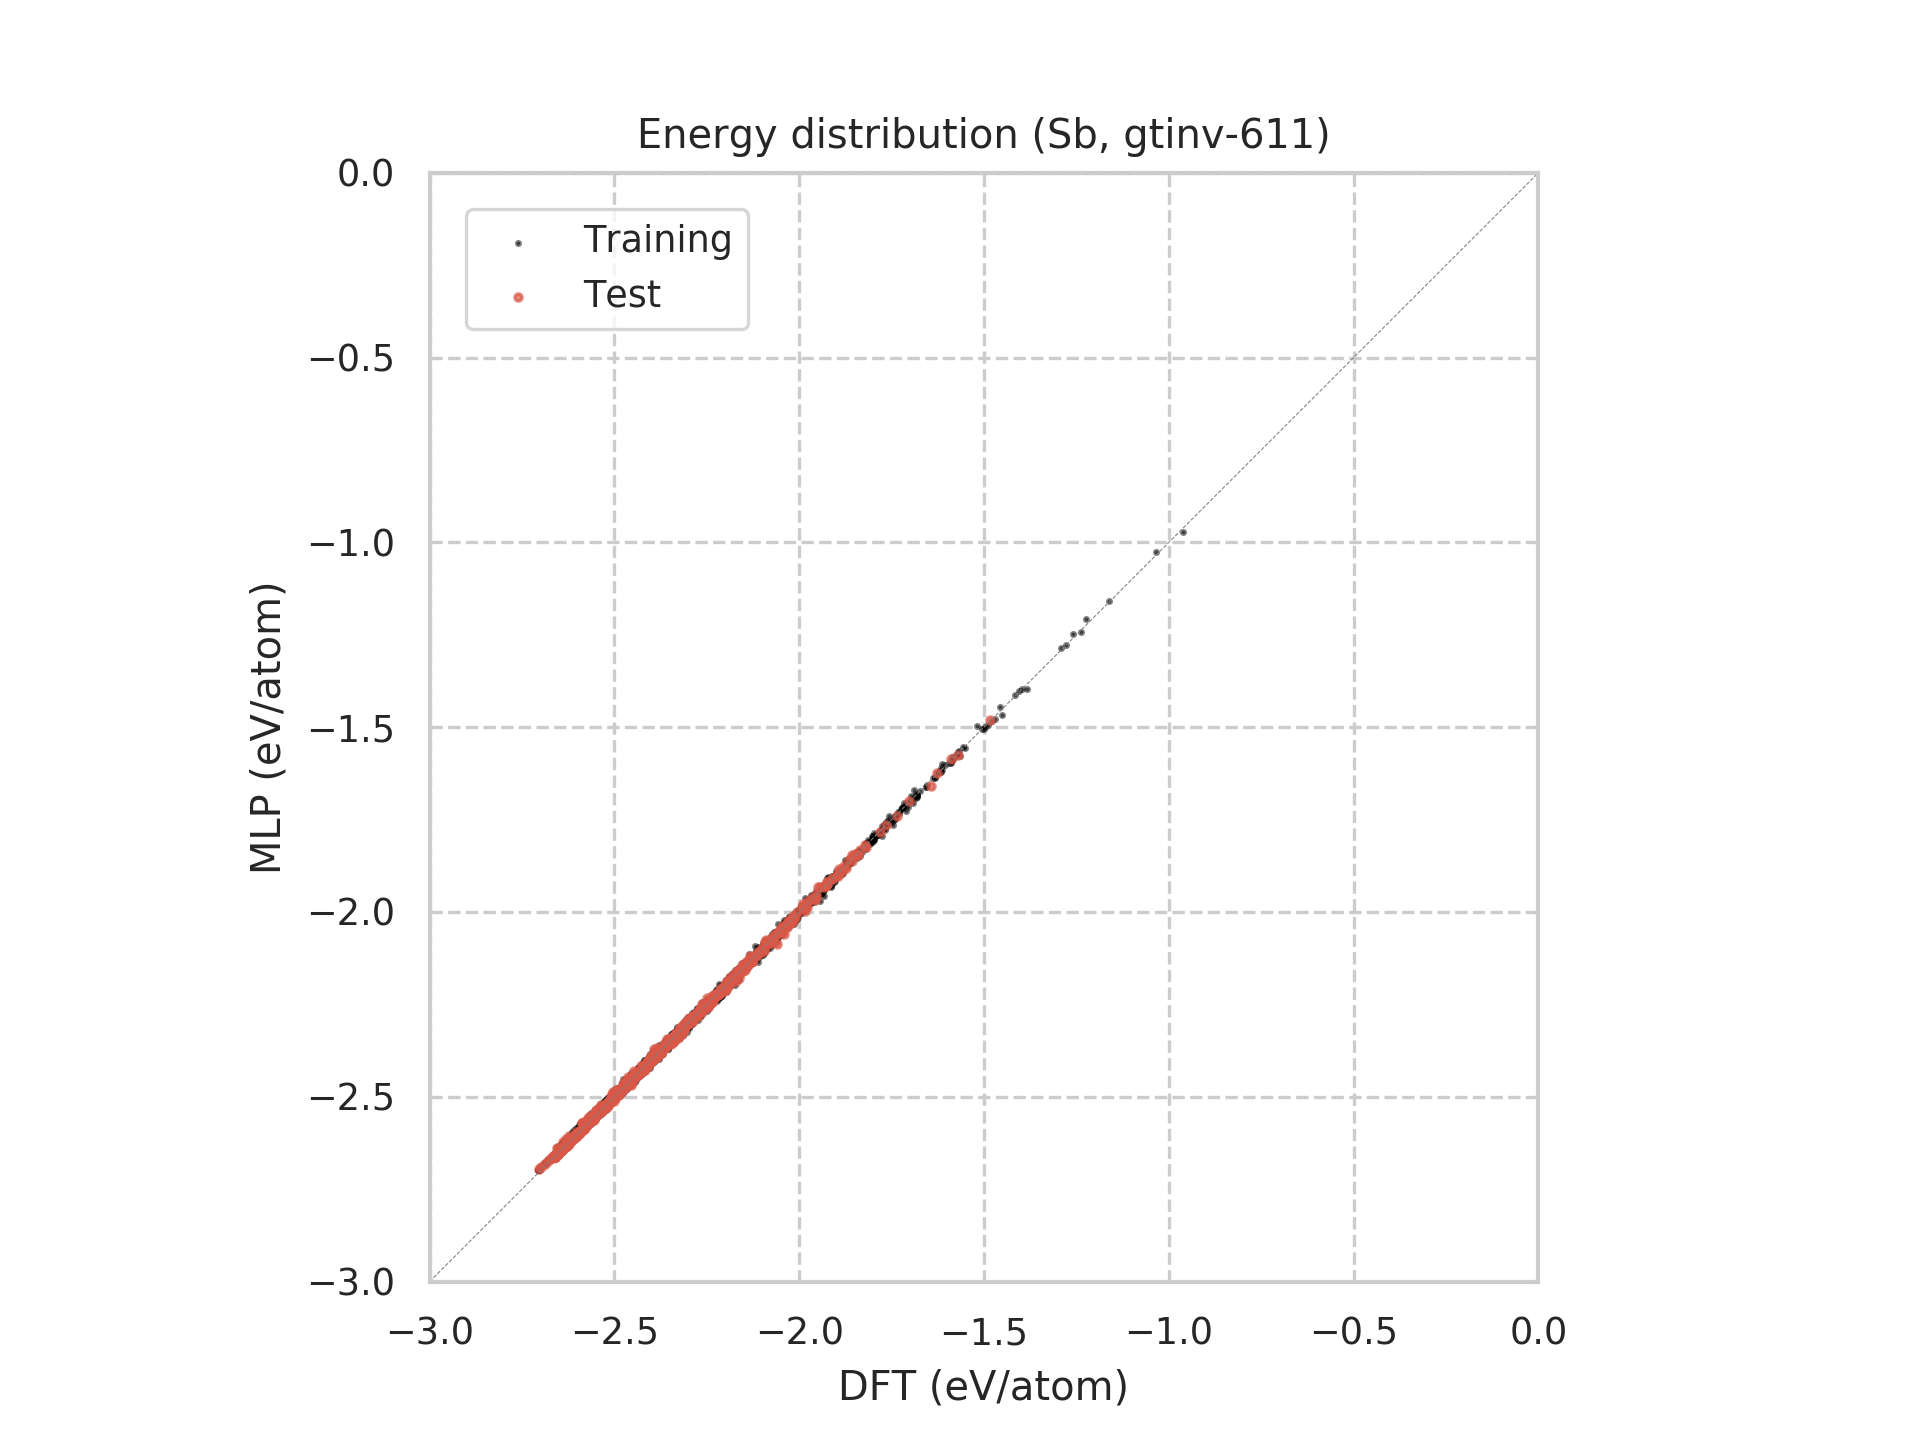 Energy distribution (Sb, gtinv-611)
0.0
−0.5
−1.0
−1.5
−2.0
−2.5
−3.0
MLP (eV/atom)
Training
Test
−3.0 −2.5 −2.0 −1.5 −1.0 −0.5 0.0
DFT (eV/atom)